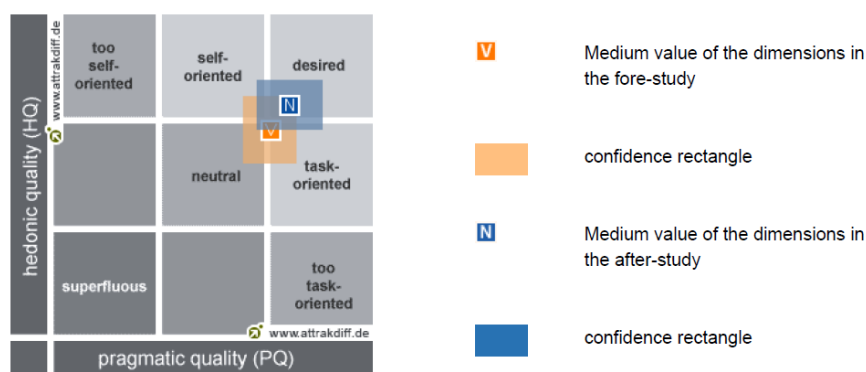 hedonic quality (HQ)
www.attrakdiff.de
too
self-
oriented
self-
oriented
desired
N
V
neutral
task-
oriented
superfluous
too
task-
oriented
www.attrakdiff.de
pragmatic quality (PQ)
V
Medium value of the dimensions in
the fore-study
confidence rectangle
N
Medium value of the dimensions in
the after-study
confidence rectangle